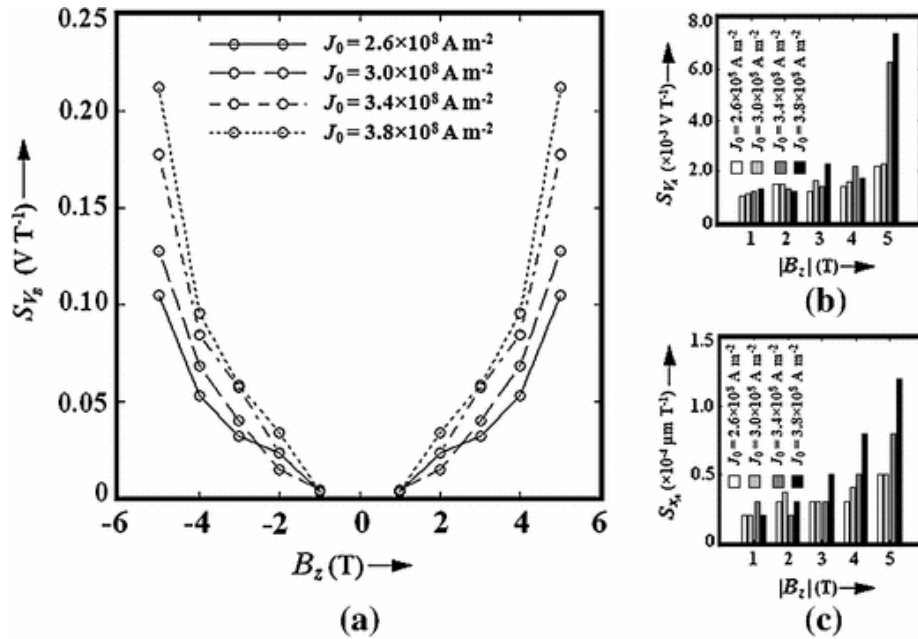 0.25
0.20
0.15
0.10
0.05
0
S_{V_B} (V T⁻¹)
J₀ = 2.6×10⁸ A m⁻²
J₀ = 3.0×10⁸ A m⁻²
J₀ = 3.4×10⁸ A m⁻²
J₀ = 3.8×10⁸ A m⁻²
-6 -4 -2 0 2 4 6
B_z (T)
(a)
8.0
6.0
4.0
2.0
0
S_{V_A} (×10⁻³ V T⁻¹)
J₀ = 2.6×10⁸ A m⁻²
J₀ = 3.0×10⁸ A m⁻²
J₀ = 3.4×10⁸ A m⁻²
J₀ = 3.8×10⁸ A m⁻²
1 2 3 4 5
|B_z| (T)
(b)
1.5
1.0
0.5
0
S_{X_A} (×10⁻⁴ μm T⁻¹)
J₀ = 2.6×10⁸ A m⁻²
J₀ = 3.0×10⁸ A m⁻²
J₀ = 3.4×10⁸ A m⁻²
J₀ = 3.8×10⁸ A m⁻²
1 2 3 4 5
|B_z| (T)
(c)